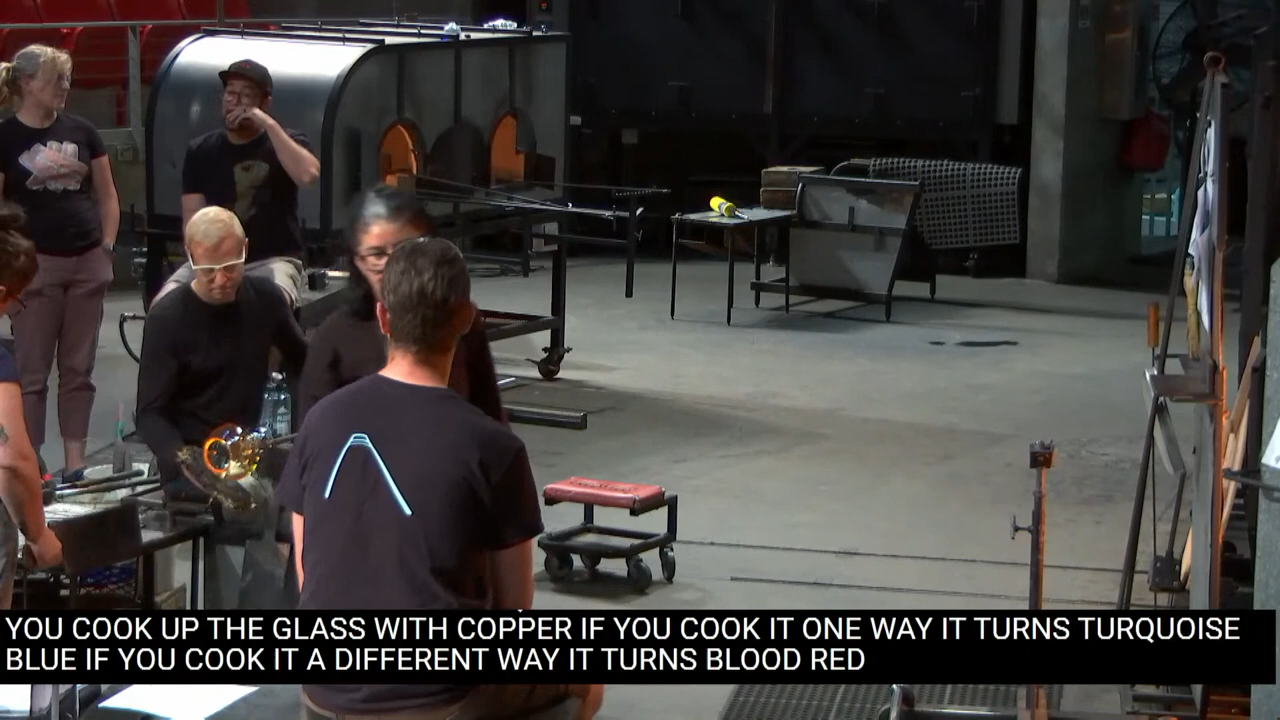 YOU COOK UP THE GLASS WITH COPPER IF YOU COOK IT ONE WAY IT TURNS TURQUOISE
BLUE IF YOU COOK IT A DIFFERENT WAY IT TURNS BLOOD RED